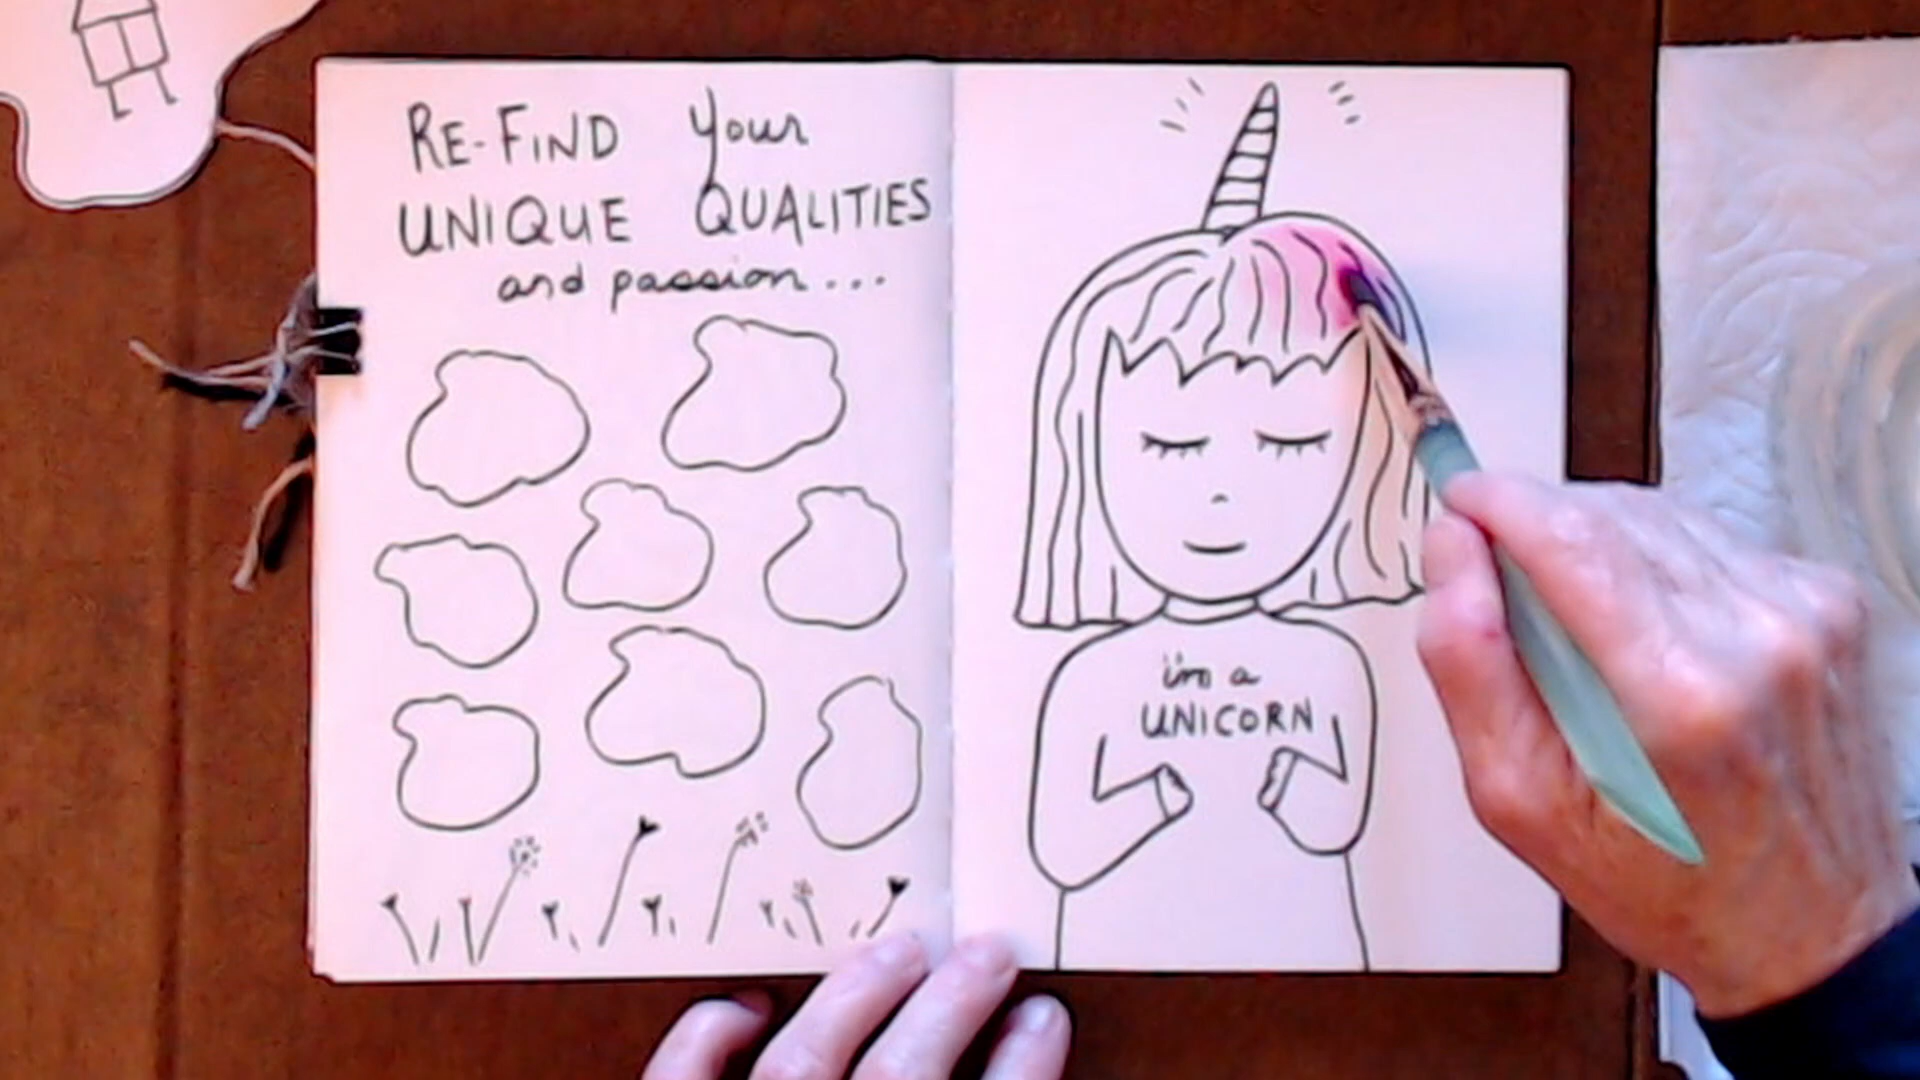 RE-FIND your
UNIQUE QUALITIES
and passion...
i'm a
UNICORN